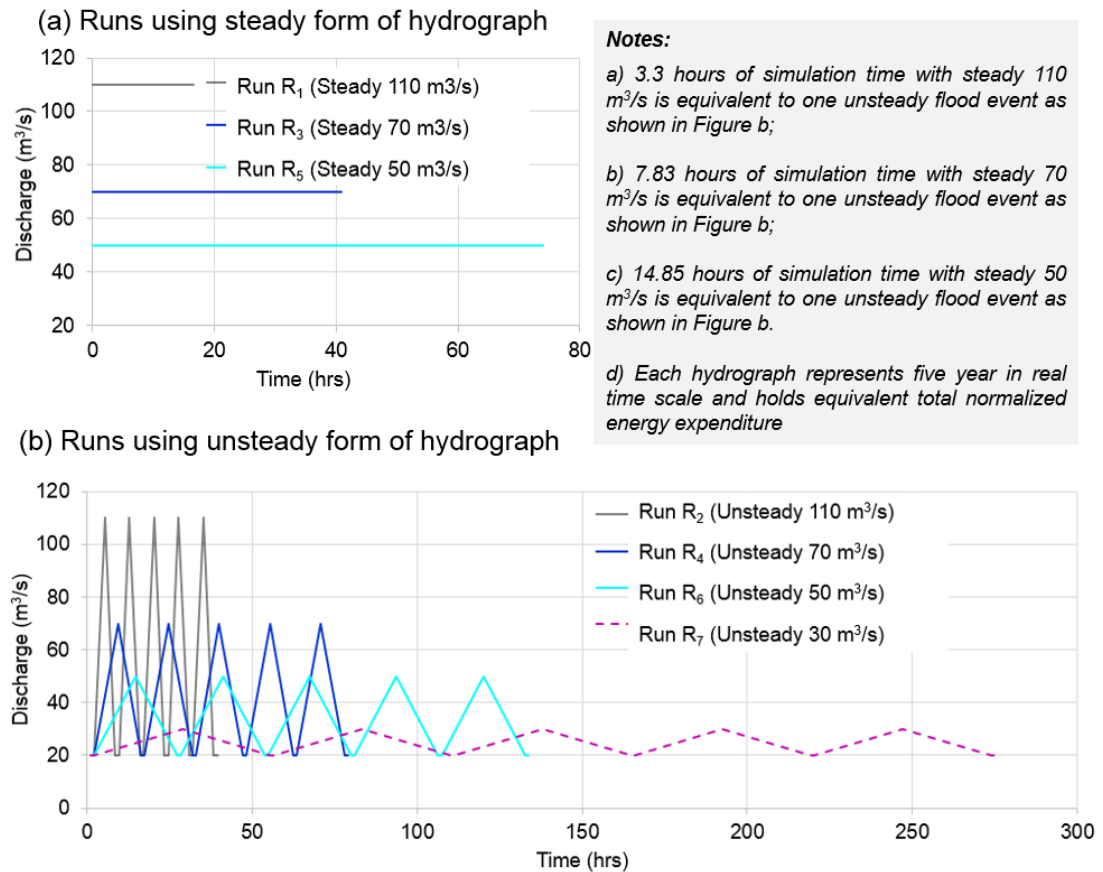 (a) Runs using steady form of hydrograph
120
100
80
60
40
20
Discharge (m³/s)
0 20 40 60 80
Time (hrs)
Run R₁ (Steady 110 m3/s)
Run R₃ (Steady 70 m3/s)
Run R₅ (Steady 50 m3/s)
Notes:
a) 3.3 hours of simulation time with steady 110
m³/s is equivalent to one unsteady flood event as
shown in Figure b;
b) 7.83 hours of simulation time with steady 70
m³/s is equivalent to one unsteady flood event as
shown in Figure b;
c) 14.85 hours of simulation time with steady 50
m³/s is equivalent to one unsteady flood event as
shown in Figure b.
d) Each hydrograph represents five year in real
time scale and holds equivalent total normalized
energy expenditure
(b) Runs using unsteady form of hydrograph
120
100
80
60
40
20
0
Discharge (m³/s)
0 50 100 150 200 250 300
Time (hrs)
Run R₂ (Unsteady 110 m³/s)
Run R₄ (Unsteady 70 m³/s)
Run R₆ (Unsteady 50 m³/s)
Run R₇ (Unsteady 30 m³/s)